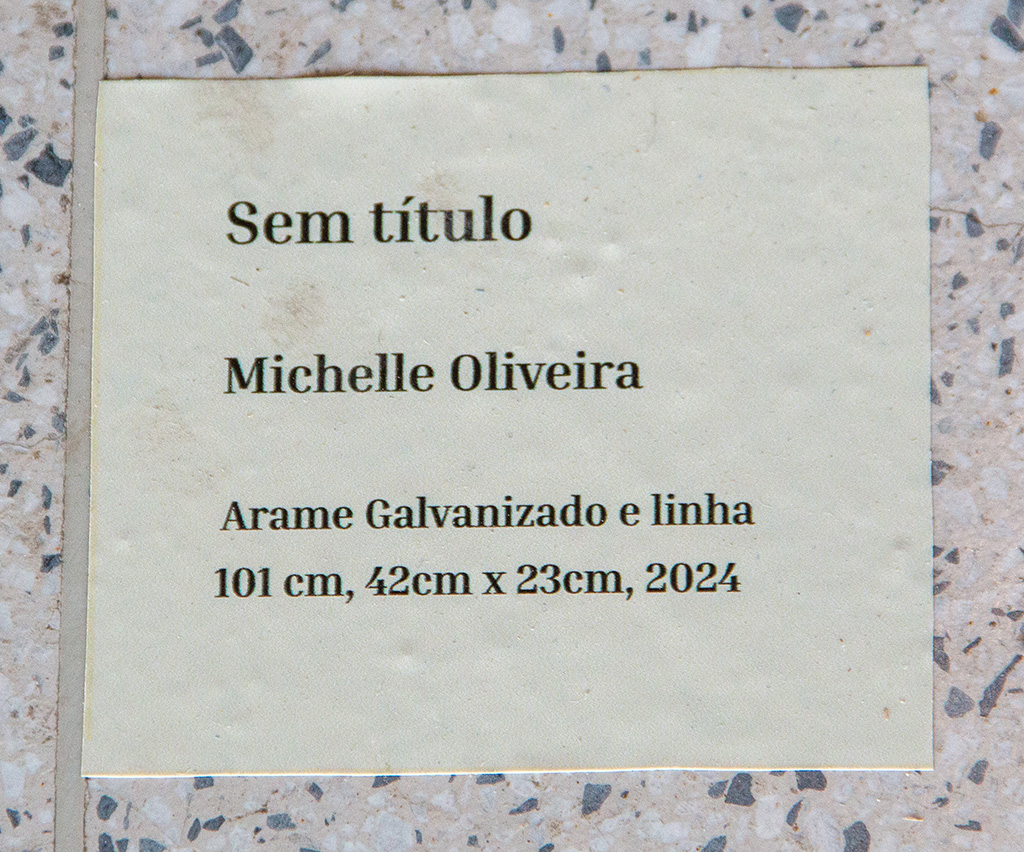 Sem título
Michelle Oliveira
Arame Galvanizado e linha
101 cm, 42cm x 23cm, 2024